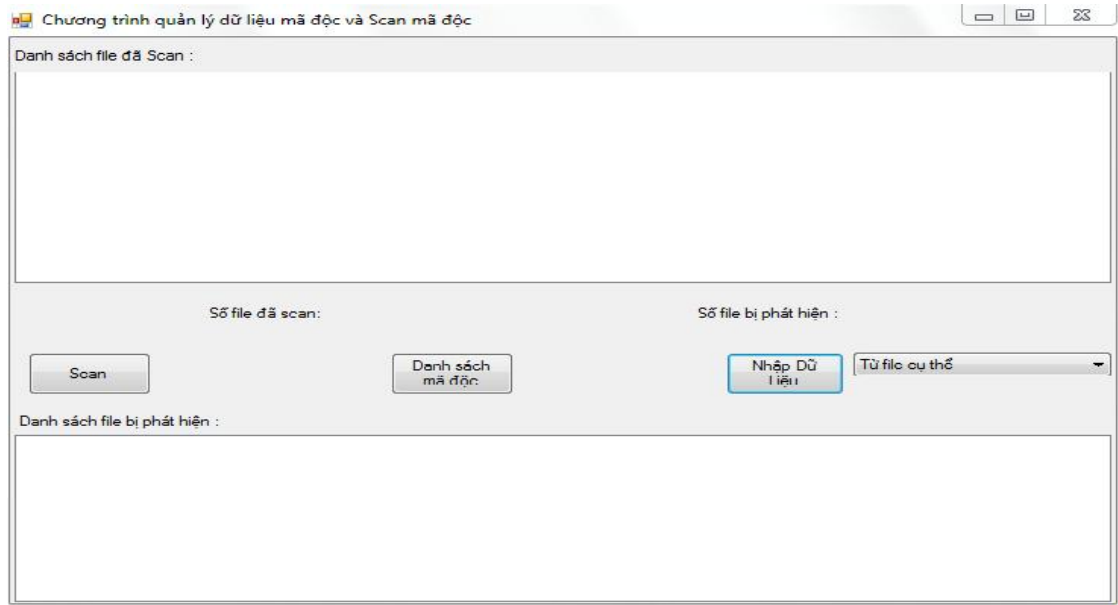 Chương trình quản lý dữ liệu mã độc và Scan mã độc
Danh sách file đã Scan :
Số file đã scan:
Số file bị phát hiện :
Scan
Danh sách
mã độc
Nhập Dữ
Liệu
Từ file cụ thể
Danh sách file bị phát hiện :